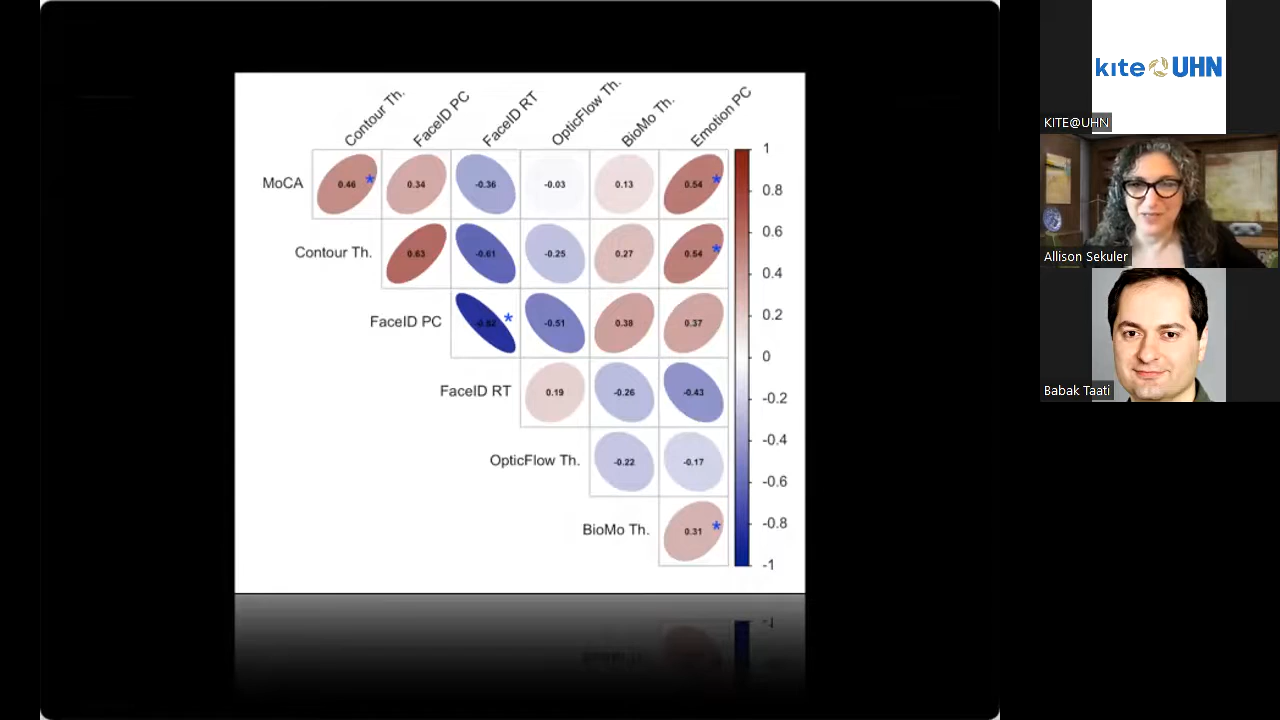 Contour Th.
FaceID PC
FaceID RT
OpticFlow Th.
BioMo Th.
Emotion PC
MoCA
0.46 *
0.34
-0.36
-0.03
0.13
0.54 *
Contour Th.
0.63
-0.61
-0.25
0.27
0.54 *
FaceID PC
-0.82 *
-0.51
0.38
0.37
FaceID RT
0.19
-0.26
-0.43
OpticFlow Th.
-0.22
-0.17
BioMo Th.
0.31 *
1
0.8
0.6
0.4
0.2
0
-0.2
-0.4
-0.6
-0.8
-1
kite UHN
KITE@UHN
Allison Sekuler
Babak Taati